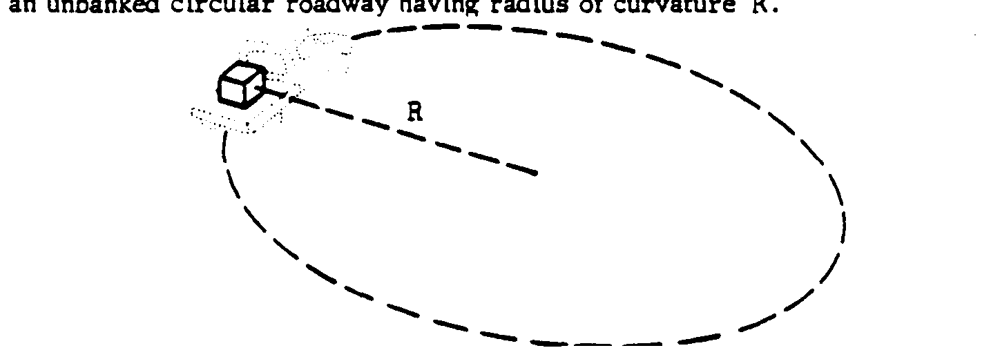 an unbanked circular roadway having radius of curvature R.
R